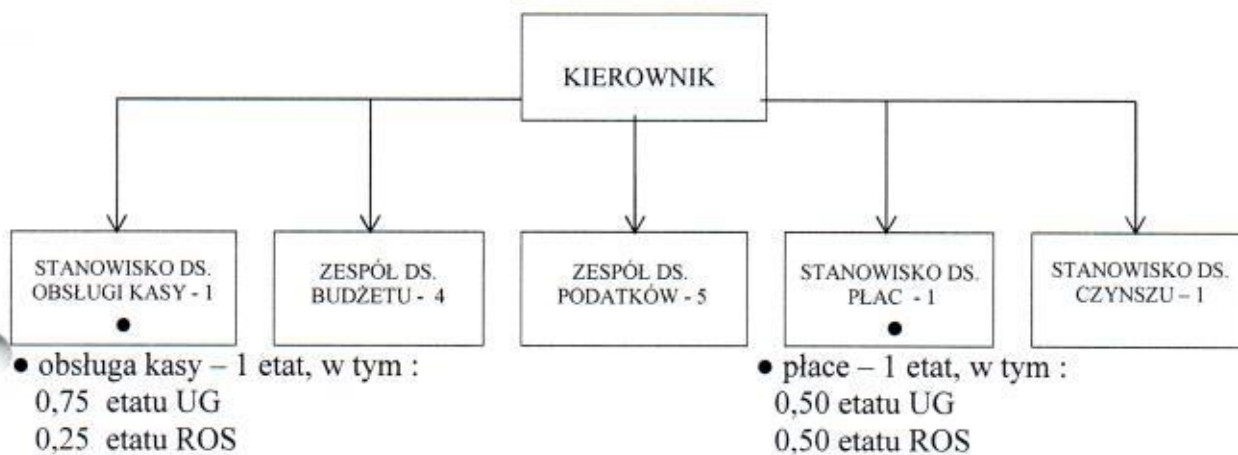 KIEROWNIK
STANOWISKO DS.
OBSŁUGI KASY - 1
●
ZESPÓŁ DS.
BUDŻETU - 4
ZESPÓŁ DS.
PODATKÓW - 5
STANOWISKO DS.
PŁAC - 1
●
STANOWISKO DS.
CZYNSZU – 1
● obsługa kasy – 1 etat, w tym :
0,75 etatu UG
0,25 etatu ROS
● płace – 1 etat, w tym :
0,50 etatu UG
0,50 etatu ROS